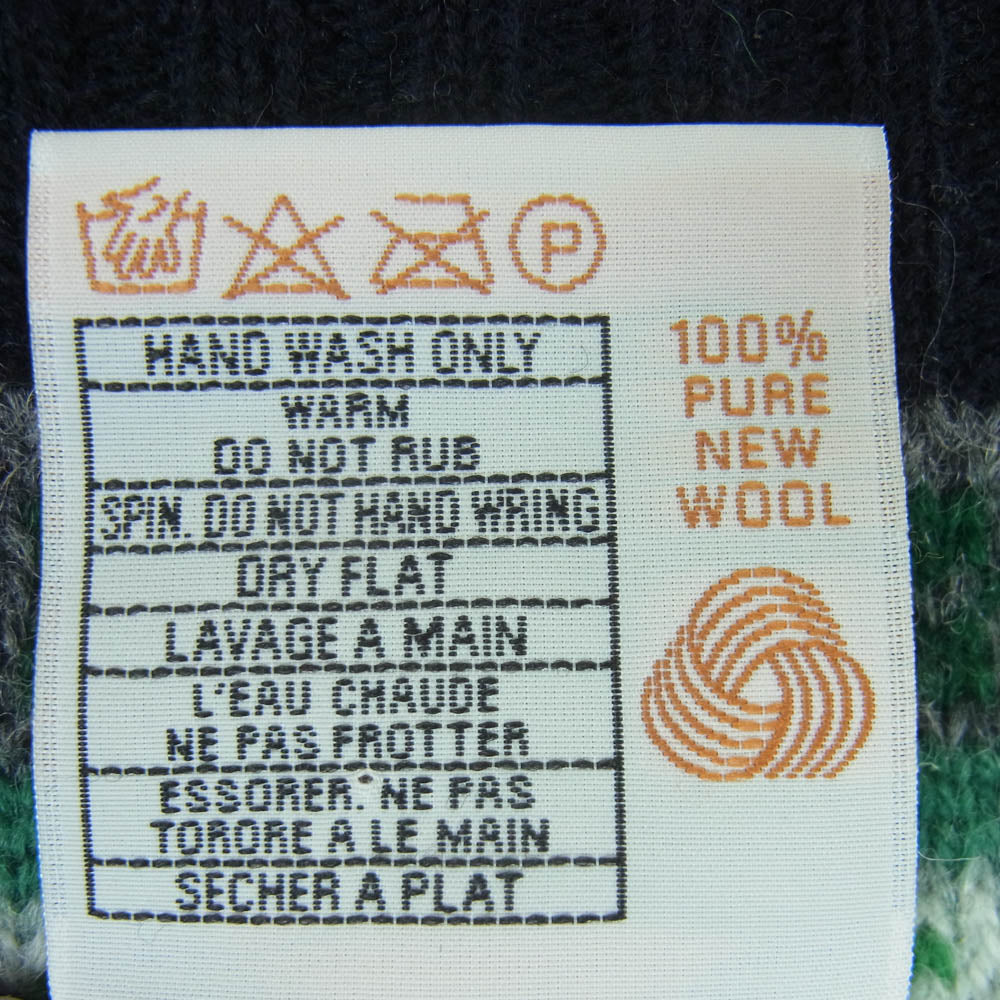 P
HAND WASH ONLY
WARM
DO NOT RUB
SPIN. DO NOT HAND WRING
DRY FLAT
LAVAGE A MAIN
L'EAU CHAUDE
NE PAS FROTTER
ESSORER. NE PAS
TORDRE A LE MAIN
SECHER A PLAT
100%
PURE
NEW
WOOL